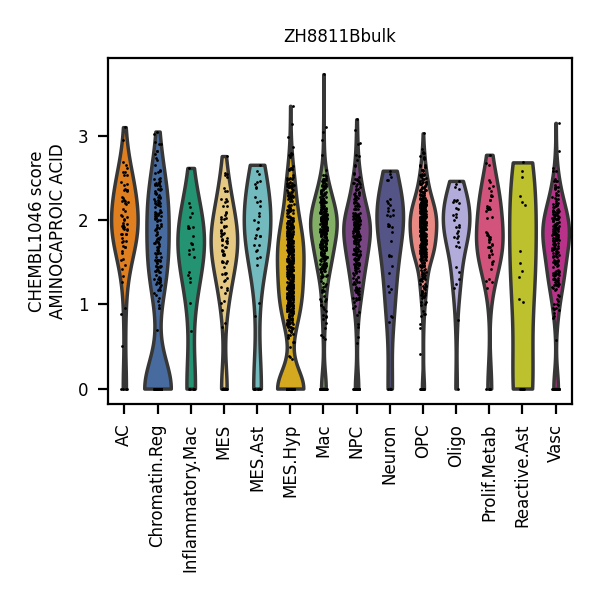 ZH8811Bbulk
CHEMBL1046 score
AMINOCAPROIC ACID
3
2
1
0
AC
Chromatin.Reg
Inflammatory.Mac
MES
MES.Ast
MES.Hyp
Mac
NPC
Neuron
OPC
Oligo
Prolif.Metab
Reactive.Ast
Vasc